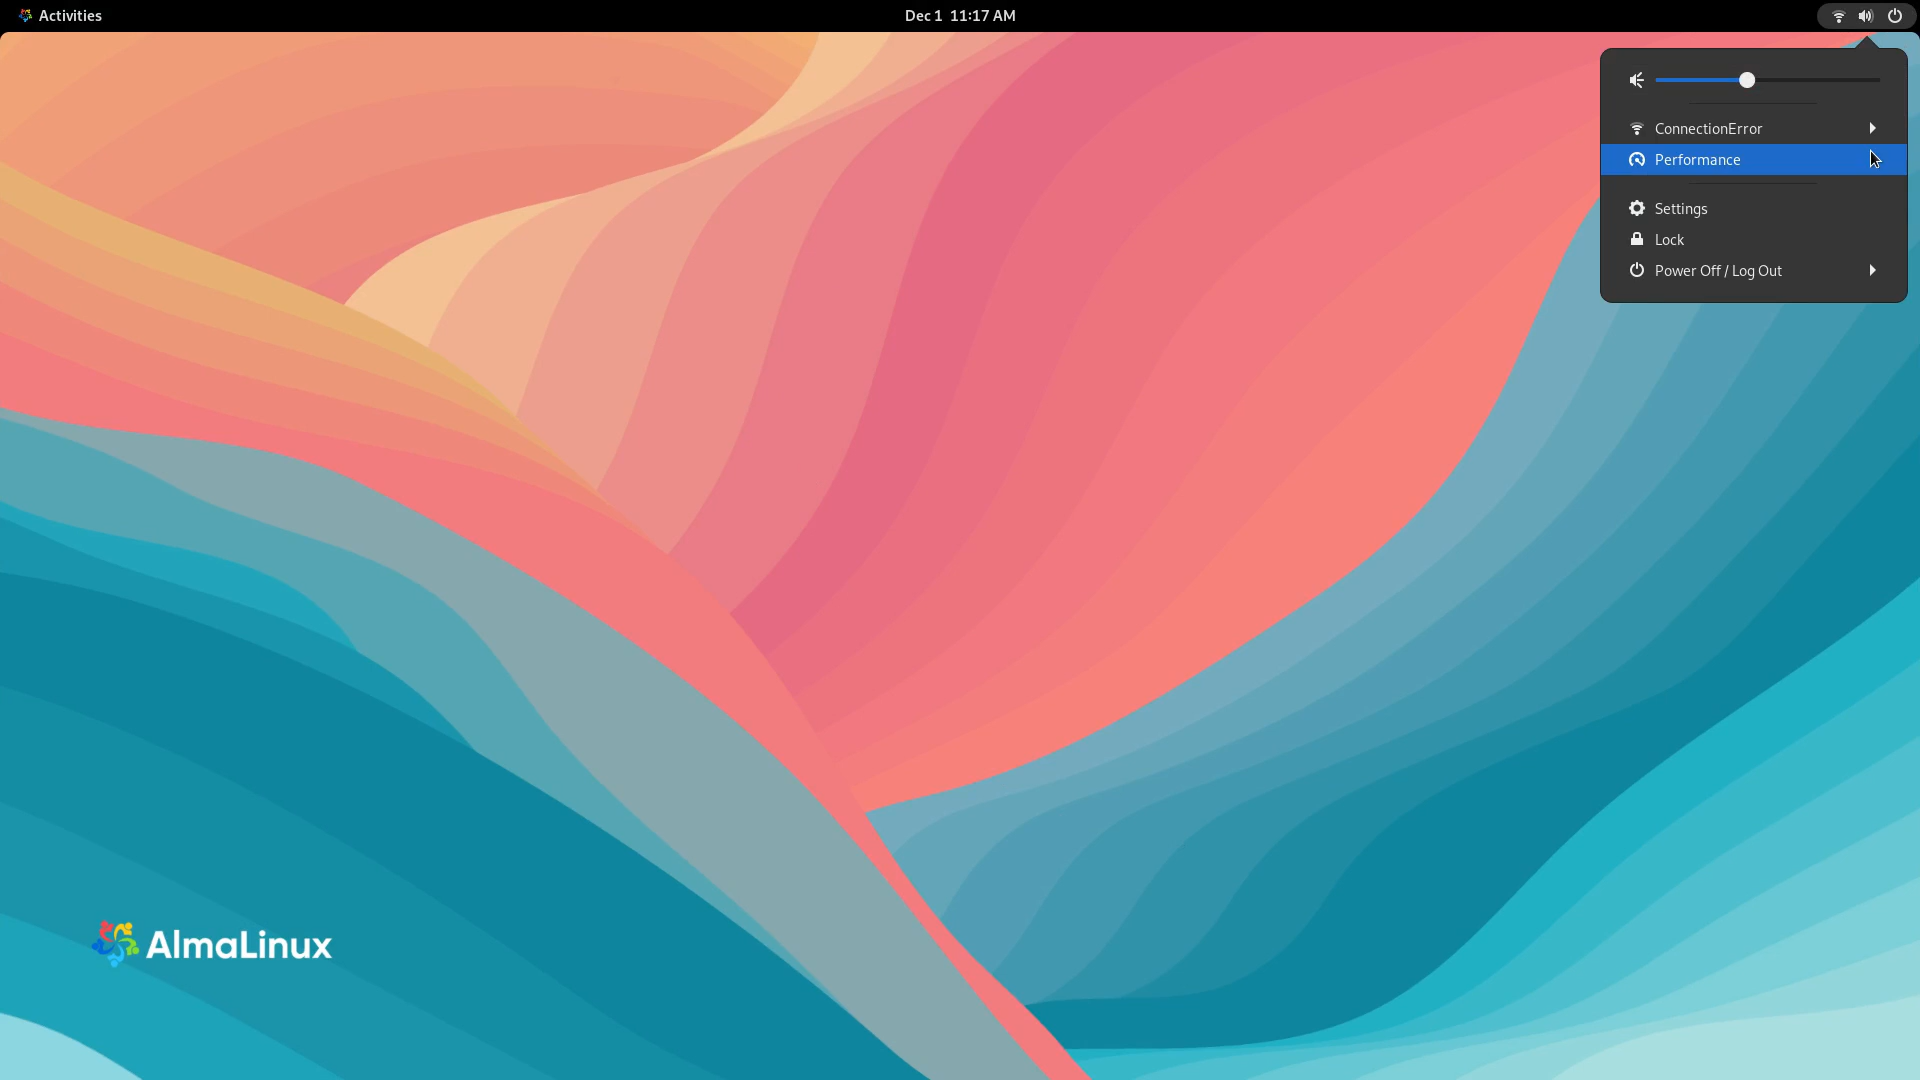 Activities
Dec 1 11:17 AM
ConnectionError
Performance
Settings
Lock
Power Off / Log Out
AlmaLinux